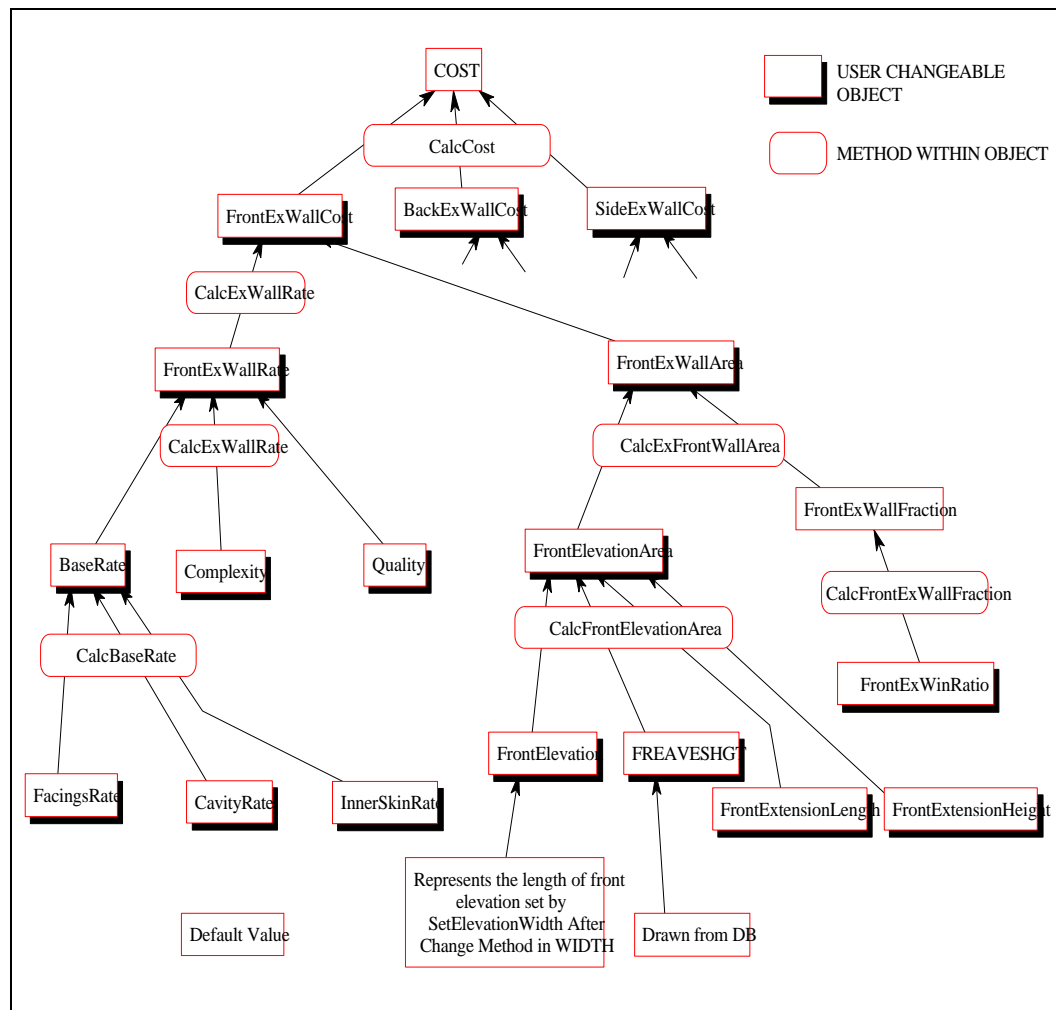 COST
USER CHANGEABLE
OBJECT
CalcCost
METHOD WITHIN OBJECT
FrontExWallCost
BackExWallCost
SideExWallCost
CalcExWallRate
FrontExWallRate
FrontExWallArea
CalcExWallRate
CalcExFrontWallArea
FrontExWallFraction
BaseRate
Complexity
Quality
FrontElevationArea
CalcFrontExWallFraction
CalcBaseRate
CalcFrontElevationArea
FrontExWinRatio
FrontElevation
FREAVESHGT
FacingsRate
CavityRate
InnerSkinRate
FrontExtensionLength
FrontExtensionHeight
Represents the length of front
elevation set by
SetElevationWidth After
Change Method in WIDTH
Default Value
Drawn from DB